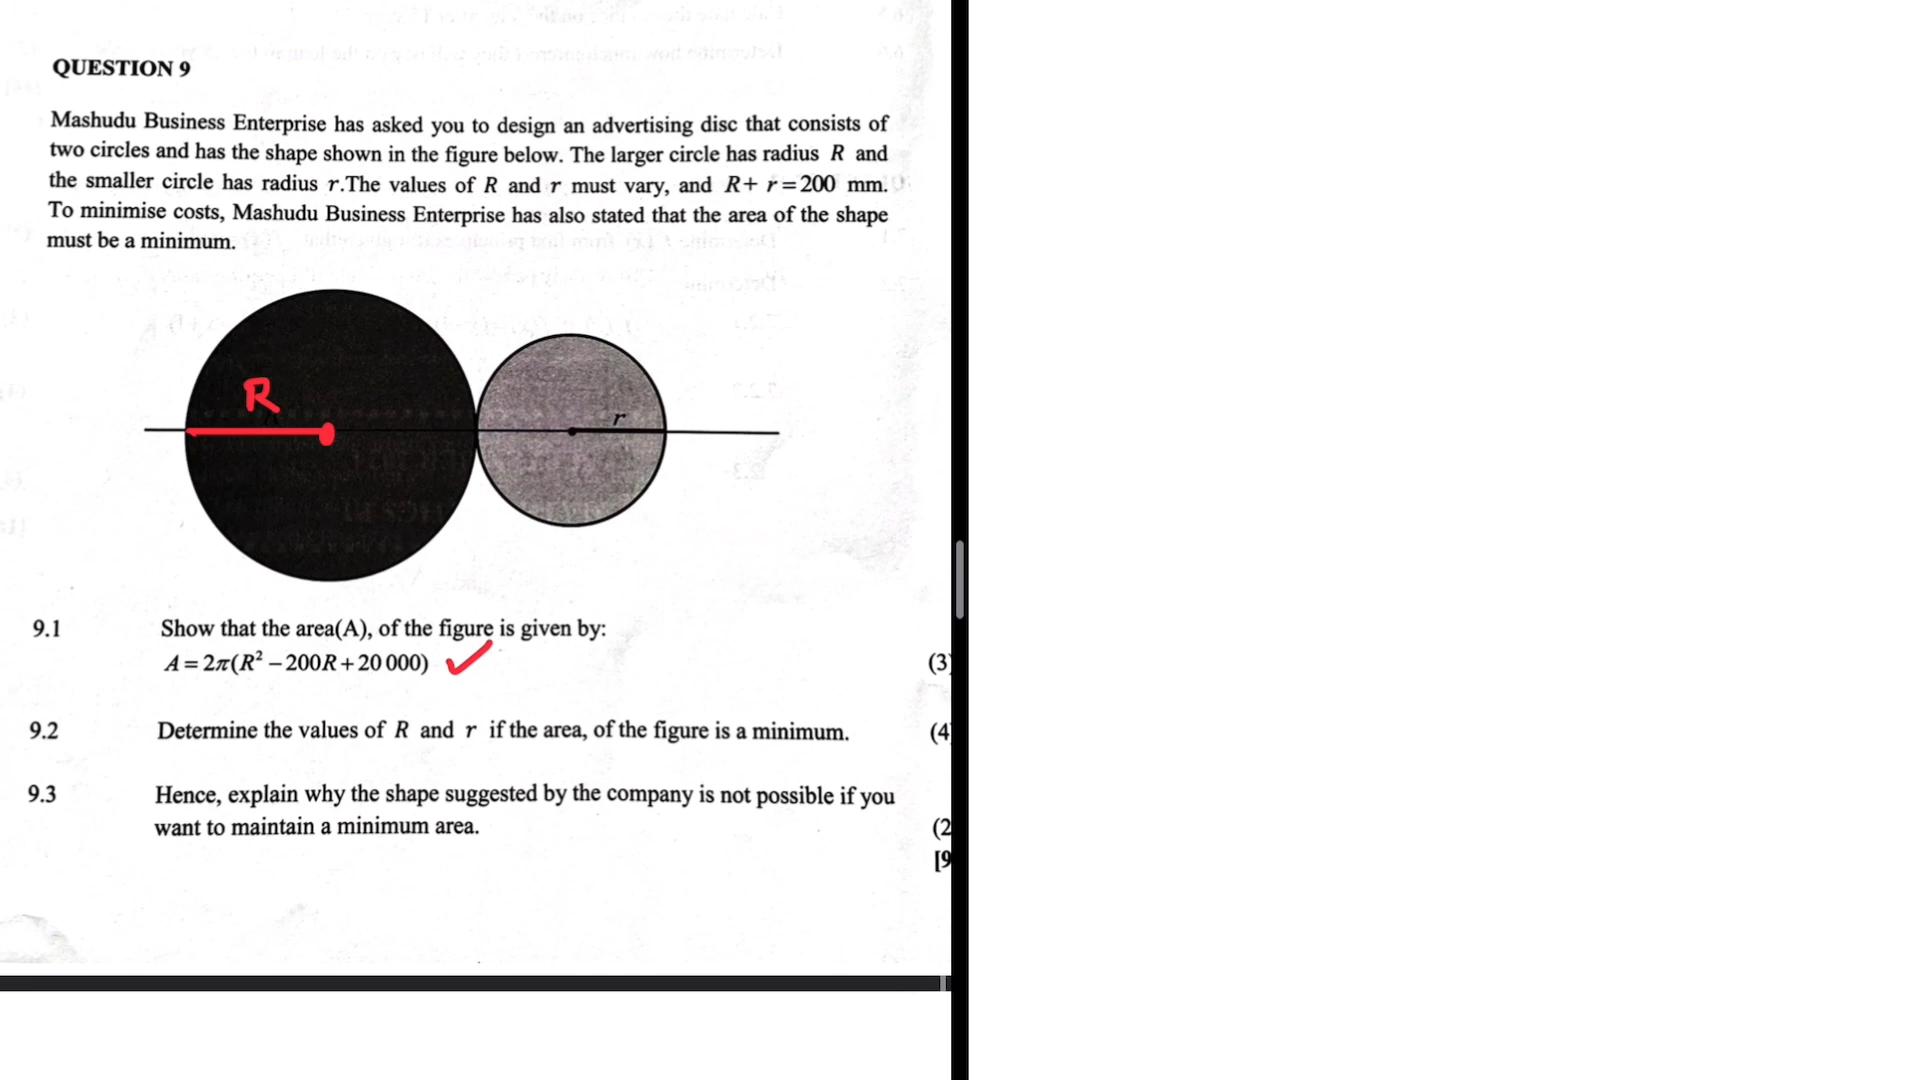 QUESTION 9
Mashudu Business Enterprise has asked you to design an advertising disc that consists of
two circles and has the shape shown in the figure below. The larger circle has radius R and
the smaller circle has radius r.The values of R and r must vary, and R+ r=200 mm.
To minimise costs, Mashudu Business Enterprise has also stated that the area of the shape
must be a minimum.
R
r
9.1 Show that the area(A), of the figure is given by:
A = 2π(R² – 200R + 20 000) ✓ (3)
9.2 Determine the values of R and r if the area, of the figure is a minimum. (4)
9.3 Hence, explain why the shape suggested by the company is not possible if you
want to maintain a minimum area. (2
[9